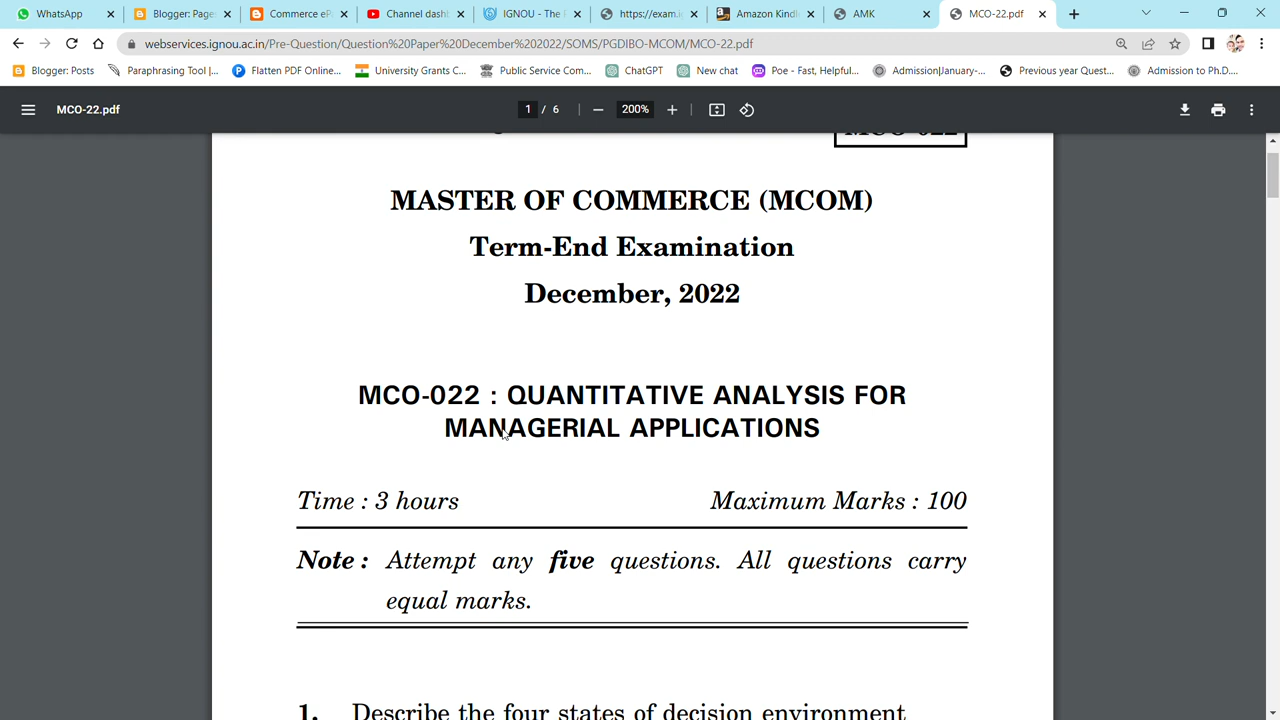 WhatsApp
Blogger: Page
Commerce eP
Channel dash
IGNOU - The P
https://exam.i
Amazon Kindl
AMK
MCO-22.pdf
webservices.ignou.ac.in/Pre-Question/Question%20Paper%20December%202022/SOMS/PGDIBO-MCOM/MCO-22.pdf
Blogger: Posts
Paraphrasing Tool |...
Flatten PDF Online...
University Grants C...
Public Service Com...
ChatGPT
New chat
Poe - Fast, Helpful...
Admission|January-...
Previous year Quest...
Admission to Ph.D....
MCO-22.pdf
1 / 6
200%
MCO-022
MASTER OF COMMERCE (MCOM)
Term-End Examination
December, 2022
MCO-022 : QUANTITATIVE ANALYSIS FOR
MANAGERIAL APPLICATIONS
Time : 3 hours Maximum Marks : 100
Note : Attempt any five questions. All questions carry
equal marks.
1. Describe the four states of decision environment